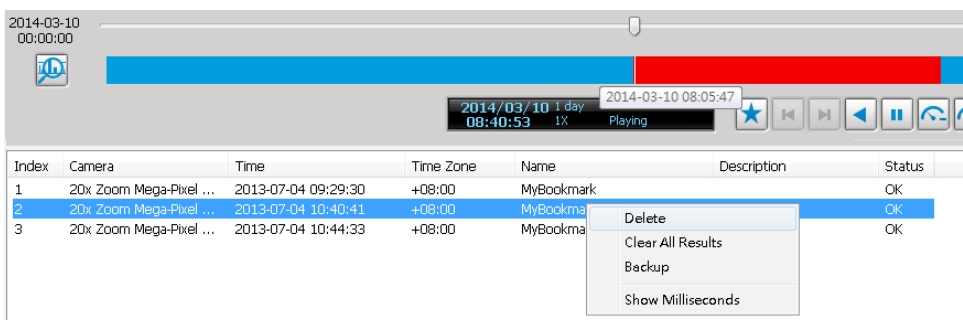 2014-03-10
00:00:00
2014-03-10 08:05:47
2014/03/10 1 day
08:40:53 1X Playing
Index Camera Time Time Zone Name Description Status
1 20x Zoom Mega-Pixel ... 2013-07-04 09:29:30 +08:00 MyBookmark OK
2 20x Zoom Mega-Pixel ... 2013-07-04 10:40:41 +08:00 MyBookma OK
3 20x Zoom Mega-Pixel ... 2013-07-04 10:44:33 +08:00 MyBookma OK
Delete
Clear All Results
Backup
Show Milliseconds